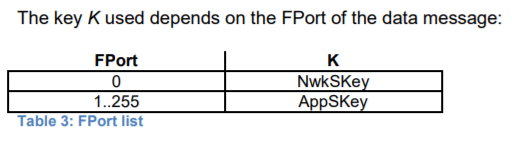 The key K used depends on the FPort of the data message:
FPort K
0 NwkSKey
1..255 AppSKey
Table 3: FPort list